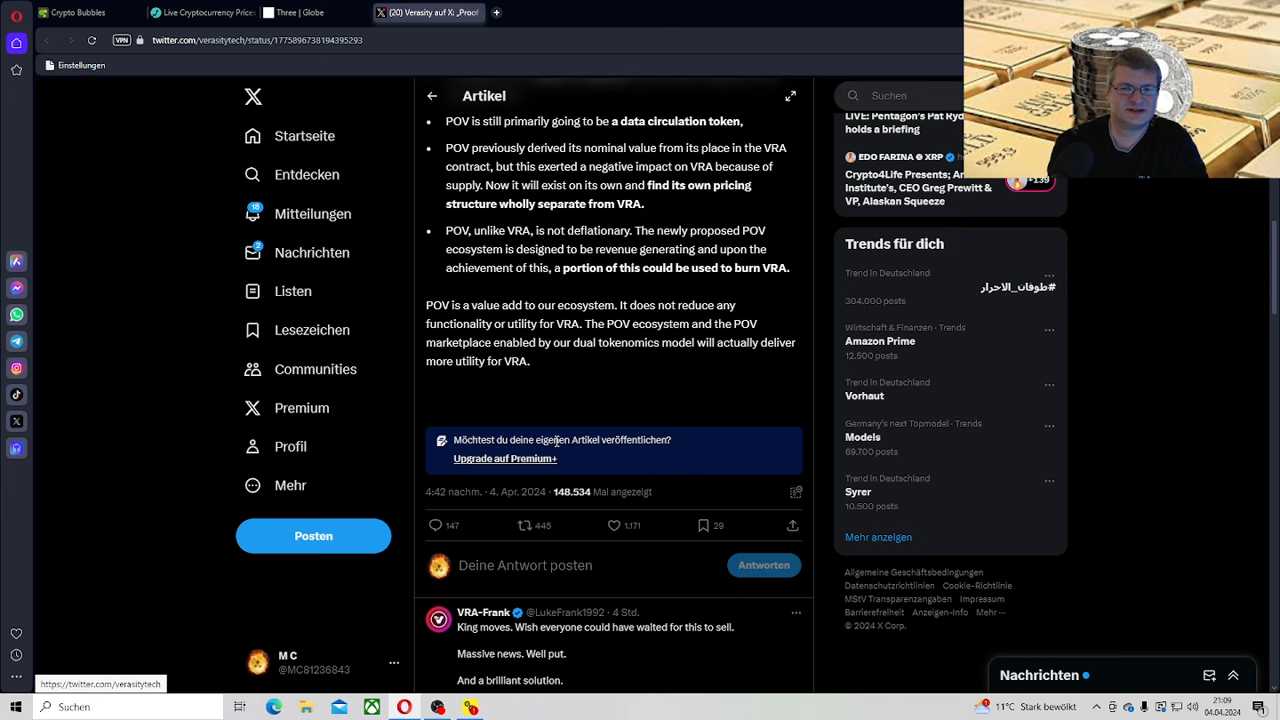 Crypto Bubbles
Live Cryptocurrency Prices
Three | Globe
(20) Verasity auf X: „Proof
VPN
twitter.com/verasitytech/status/1775896738194395293
Einstellungen
Startseite
Entdecken
18
Mitteilungen
2
Nachrichten
Listen
Lesezeichen
Communities
Premium
Profil
Mehr
Posten
M C
@MC81236843
https://twitter.com/verasitytech
Artikel
POV is still primarily going to be a data circulation token,
POV previously derived its nominal value from its place in the VRA
contract, but this exerted a negative impact on VRA because of
supply. Now it will exist on its own and find its own pricing
structure wholly separate from VRA.
POV, unlike VRA, is not deflationary. The newly proposed POV
ecosystem is designed to be revenue generating and upon the
achievement of this, a portion of this could be used to burn VRA.
POV is a value add to our ecosystem. It does not reduce any
functionality or utility for VRA. The POV ecosystem and the POV
marketplace enabled by our dual tokenomics model will actually deliver
more utility for VRA.
Möchtest du deine eigenen Artikel veröffentlichen?
Upgrade auf Premium+
4:42 nachm. · 4. Apr. 2024 · 148.534 Mal angezeigt
147
445
1.171
29
Deine Antwort posten
Antworten
VRA-Frank @LukeFrank1992 · 4 Std.
King moves. Wish everyone could have waited for this to sell.
Massive news. Well put.
And a brilliant solution.
Suchen
LIVE: Pentagon's Pat Ryd
holds a briefing
EDO FARINA XRP
Crypto4Life Presents; Ar
Institute's, CEO Greg Prewitt &
VP, Alaskan Squeeze
+139
Trends für dich
Trend in Deutschland
#طوفان_الاحرار
304.000 posts
Wirtschaft & Finanzen · Trends
Amazon Prime
12.500 posts
Trend in Deutschland
Vorhaut
Germany's next Topmodel · Trends
Models
69.700 posts
Trend in Deutschland
Syrer
10.500 posts
Mehr anzeigen
Allgemeine Geschäftsbedingungen
Datenschutzrichtlinien Cookie-Richtlinie
MStV Transparenzangaben Impressum
Barrierefreiheit Anzeigen-Info Mehr ···
© 2024 X Corp.
Nachrichten
Suchen
11°C Stark bewölkt
21:09
04.04.2024